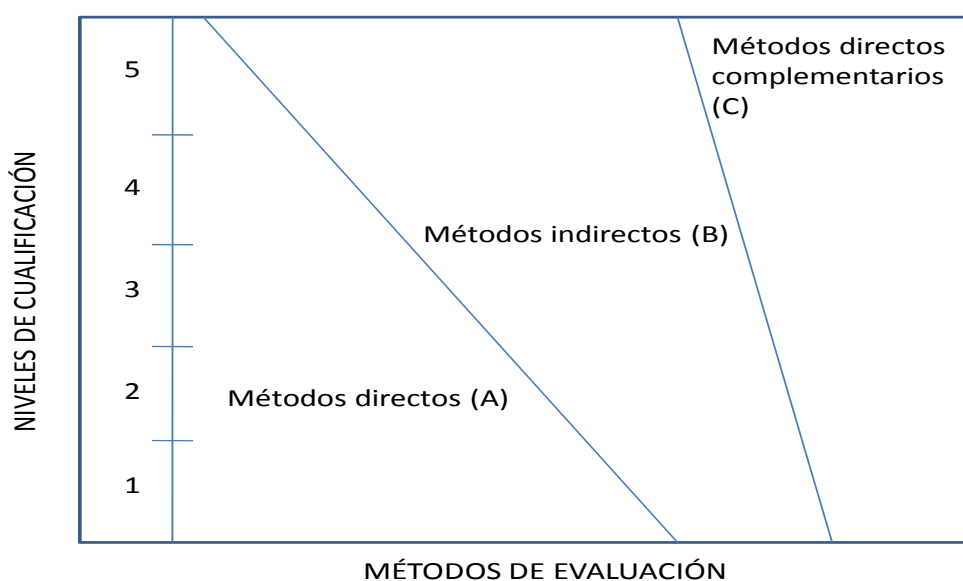 NIVELES DE CUALIFICACIÓN
5
4
3
2
1
Métodos directos
complementarios
(C)
Métodos indirectos (B)
Métodos directos (A)
MÉTODOS DE EVALUACIÓN